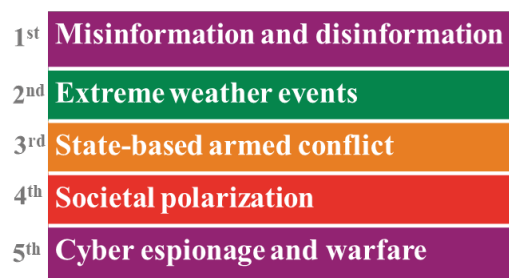 1st Misinformation and disinformation
2nd Extreme weather events
3rd State-based armed conflict
4th Societal polarization
5th Cyber espionage and warfare